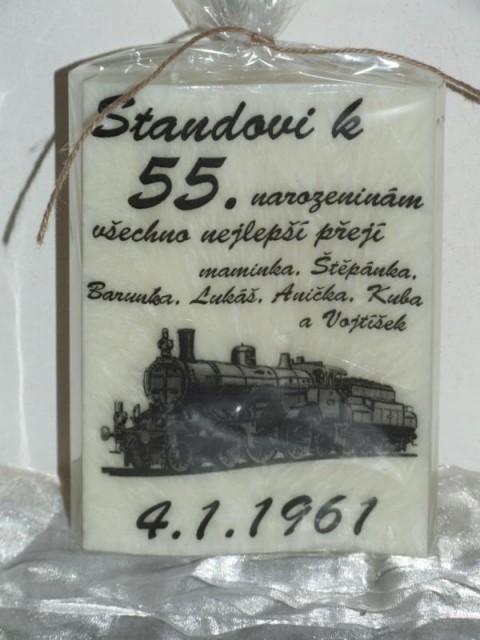 Standovi k
55. narozeninám
všechno nejlepší přejí
maminka, Štěpánka,
Barunka, Lukáš, Anička, Kuba
a Vojtíšek
4.1.1961